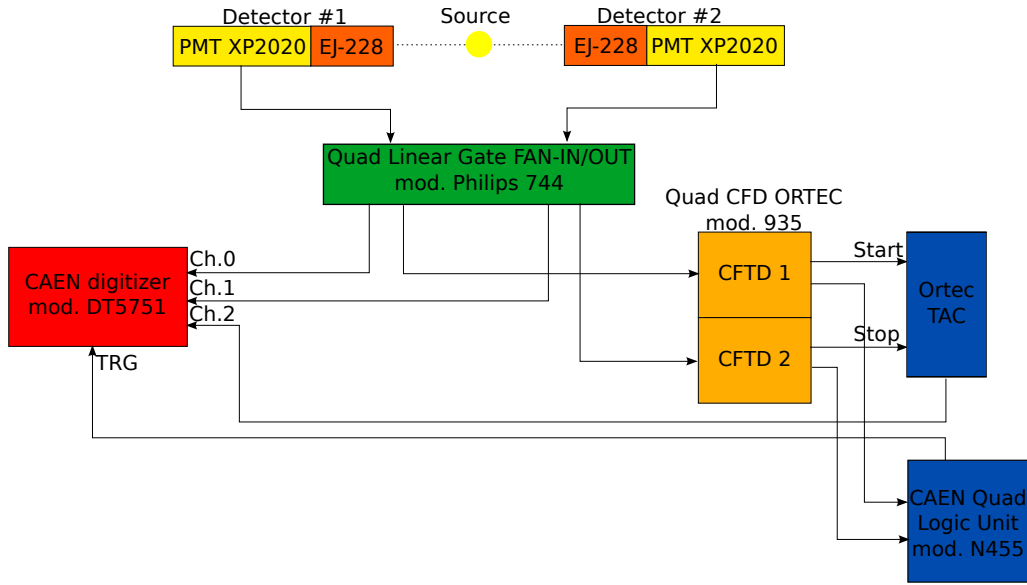 Detector #1
Source
Detector #2
PMT XP2020
EJ-228
EJ-228
PMT XP2020
Quad Linear Gate FAN-IN/OUT
mod. Philips 744
Quad CFD ORTEC
mod. 935
CAEN digitizer
mod. DT5751
Ch.0
Ch.1
Ch.2
TRG
CFTD 1
CFTD 2
Start
Stop
Ortec
TAC
CAEN Quad
Logic Unit
mod. N455